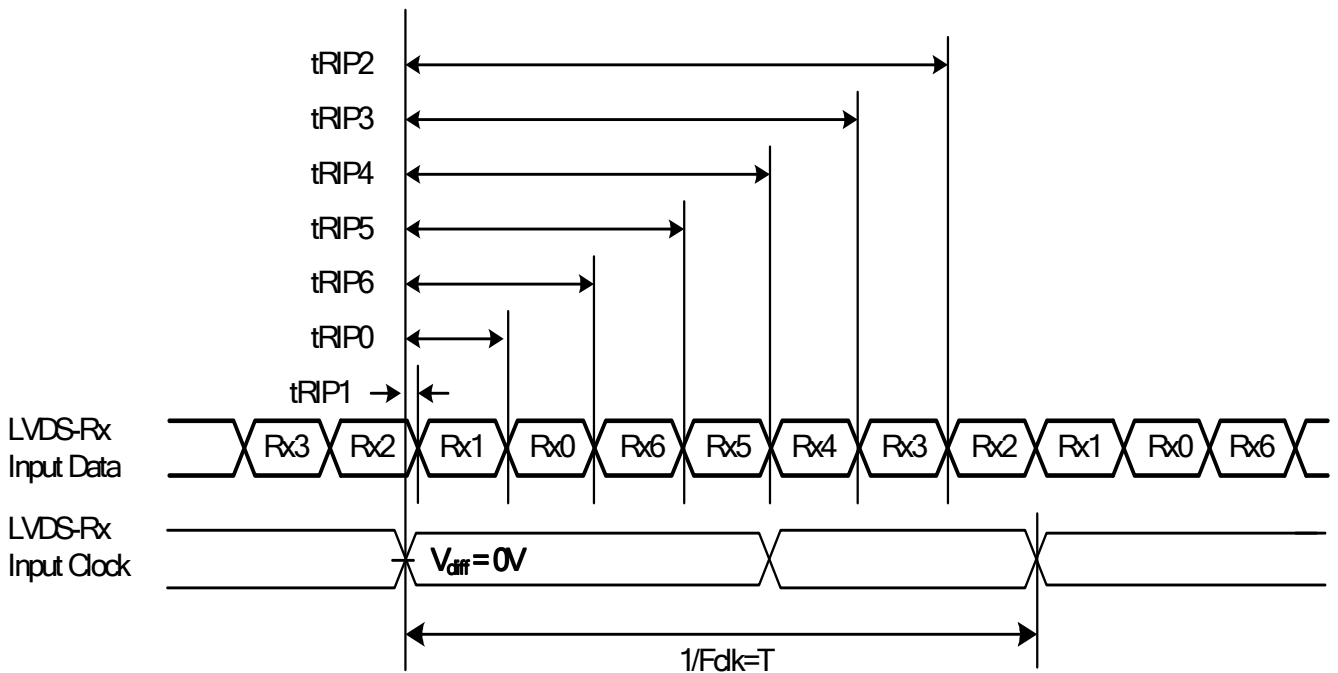 tRIP2
tRIP3
tRIP4
tRIP5
tRIP6
tRIP0
tRIP1
LVDS-Rx
Input Data
Rx3 Rx2 Rx1 Rx0 Rx6 Rx5 Rx4 Rx3 Rx2 Rx1 Rx0 Rx6
LVDS-Rx
Input Clock
Vdiff = 0V
1/Fclk=T